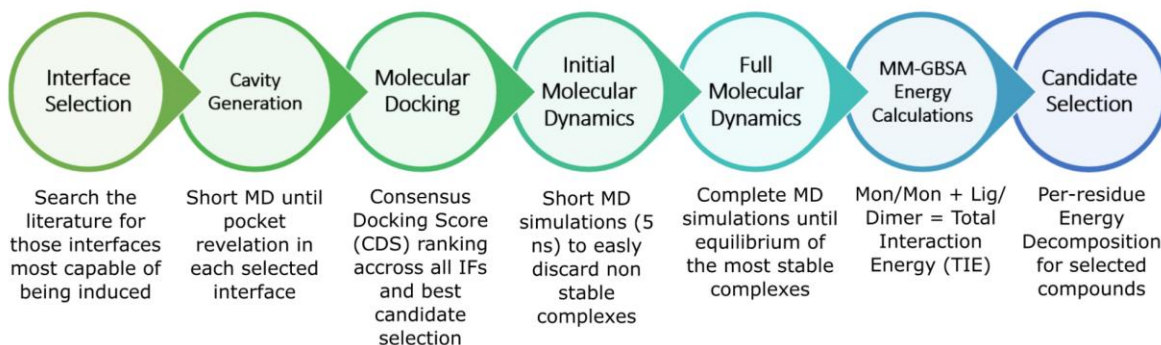 Interface
Selection
Cavity
Generation
Molecular
Docking
Initial
Molecular
Dynamics
Full
Molecular
Dynamics
MM-GBSA
Energy
Calculations
Candidate
Selection
Search the
literature for
those interfaces
most capable of
being induced
Short MD until
pocket
revelation in
each selected
interface
Consensus
Docking Score
(CDS) ranking
accross all IFs
and best
candidate
selection
Short MD
simulations (5
ns) to easly
discard non
stable
complexes
Complete MD
simulations until
equilibrium of
the most stable
complexes
Mon/Mon + Lig/
Dimer = Total
Interaction
Energy (TIE)
Per-residue
Energy
Decomposition
for selected
compounds